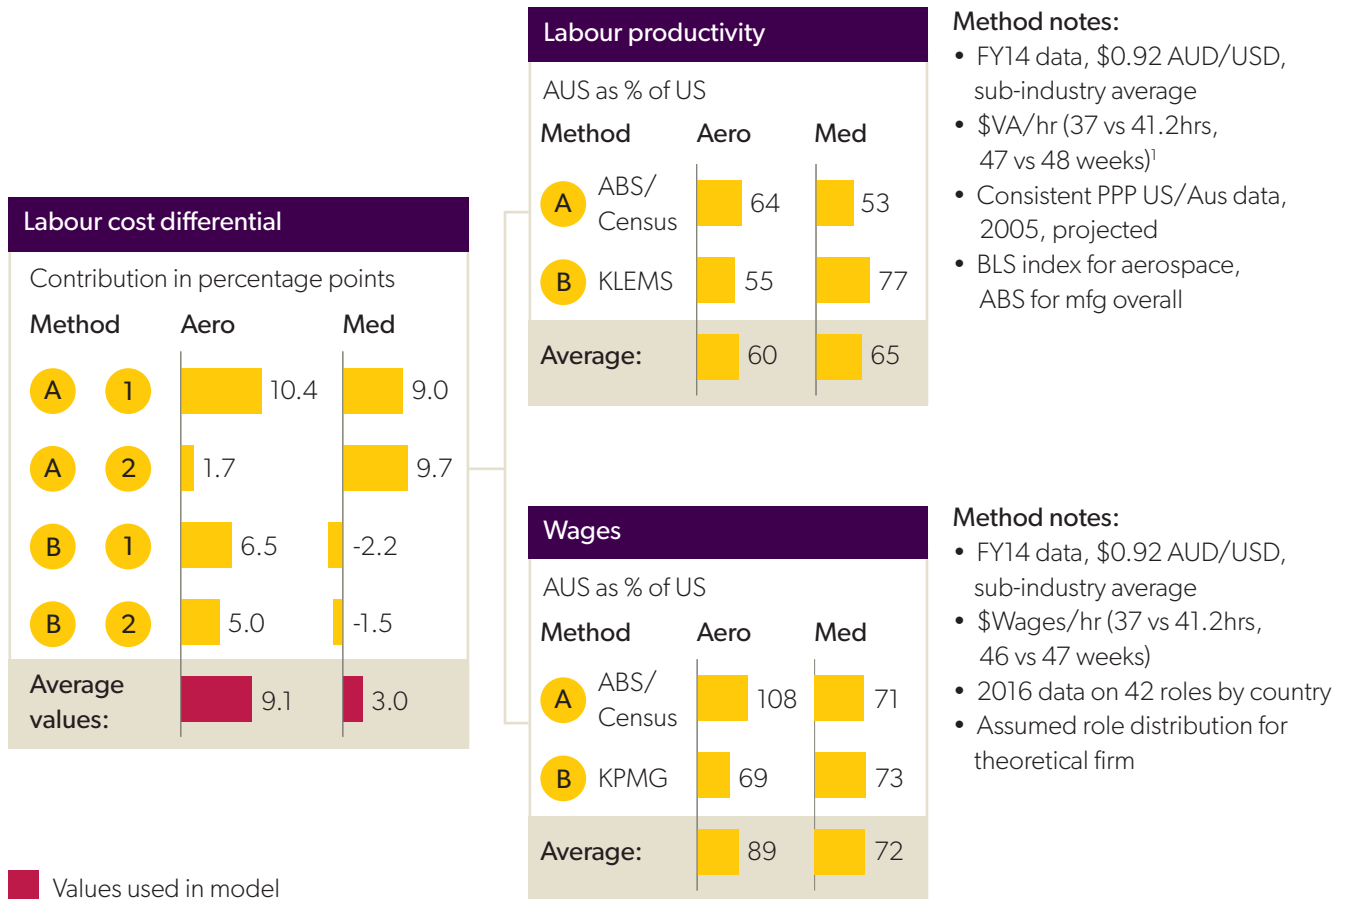 Labour cost differential
Contribution in percentage points
Method Aero Med
A 1 10.4 9.0
A 2 1.7 9.7
B 1 6.5 -2.2
B 2 5.0 -1.5
Average
values: 9.1 3.0
Values used in model
Labour productivity
AUS as % of US
Method Aero Med
A ABS/
Census 64 53
B KLEMS 55 77
Average: 60 65
Method notes:
• FY14 data, $0.92 AUD/USD,
sub-industry average
• $VA/hr (37 vs 41.2hrs,
47 vs 48 weeks)¹
• Consistent PPP US/Aus data,
2005, projected
• BLS index for aerospace,
ABS for mfg overall
Wages
AUS as % of US
Method Aero Med
A ABS/
Census 108 71
B KPMG 69 73
Average: 89 72
Method notes:
• FY14 data, $0.92 AUD/USD,
sub-industry average
• $Wages/hr (37 vs 41.2hrs,
46 vs 47 weeks)
• 2016 data on 42 roles by country
• Assumed role distribution for
theoretical firm